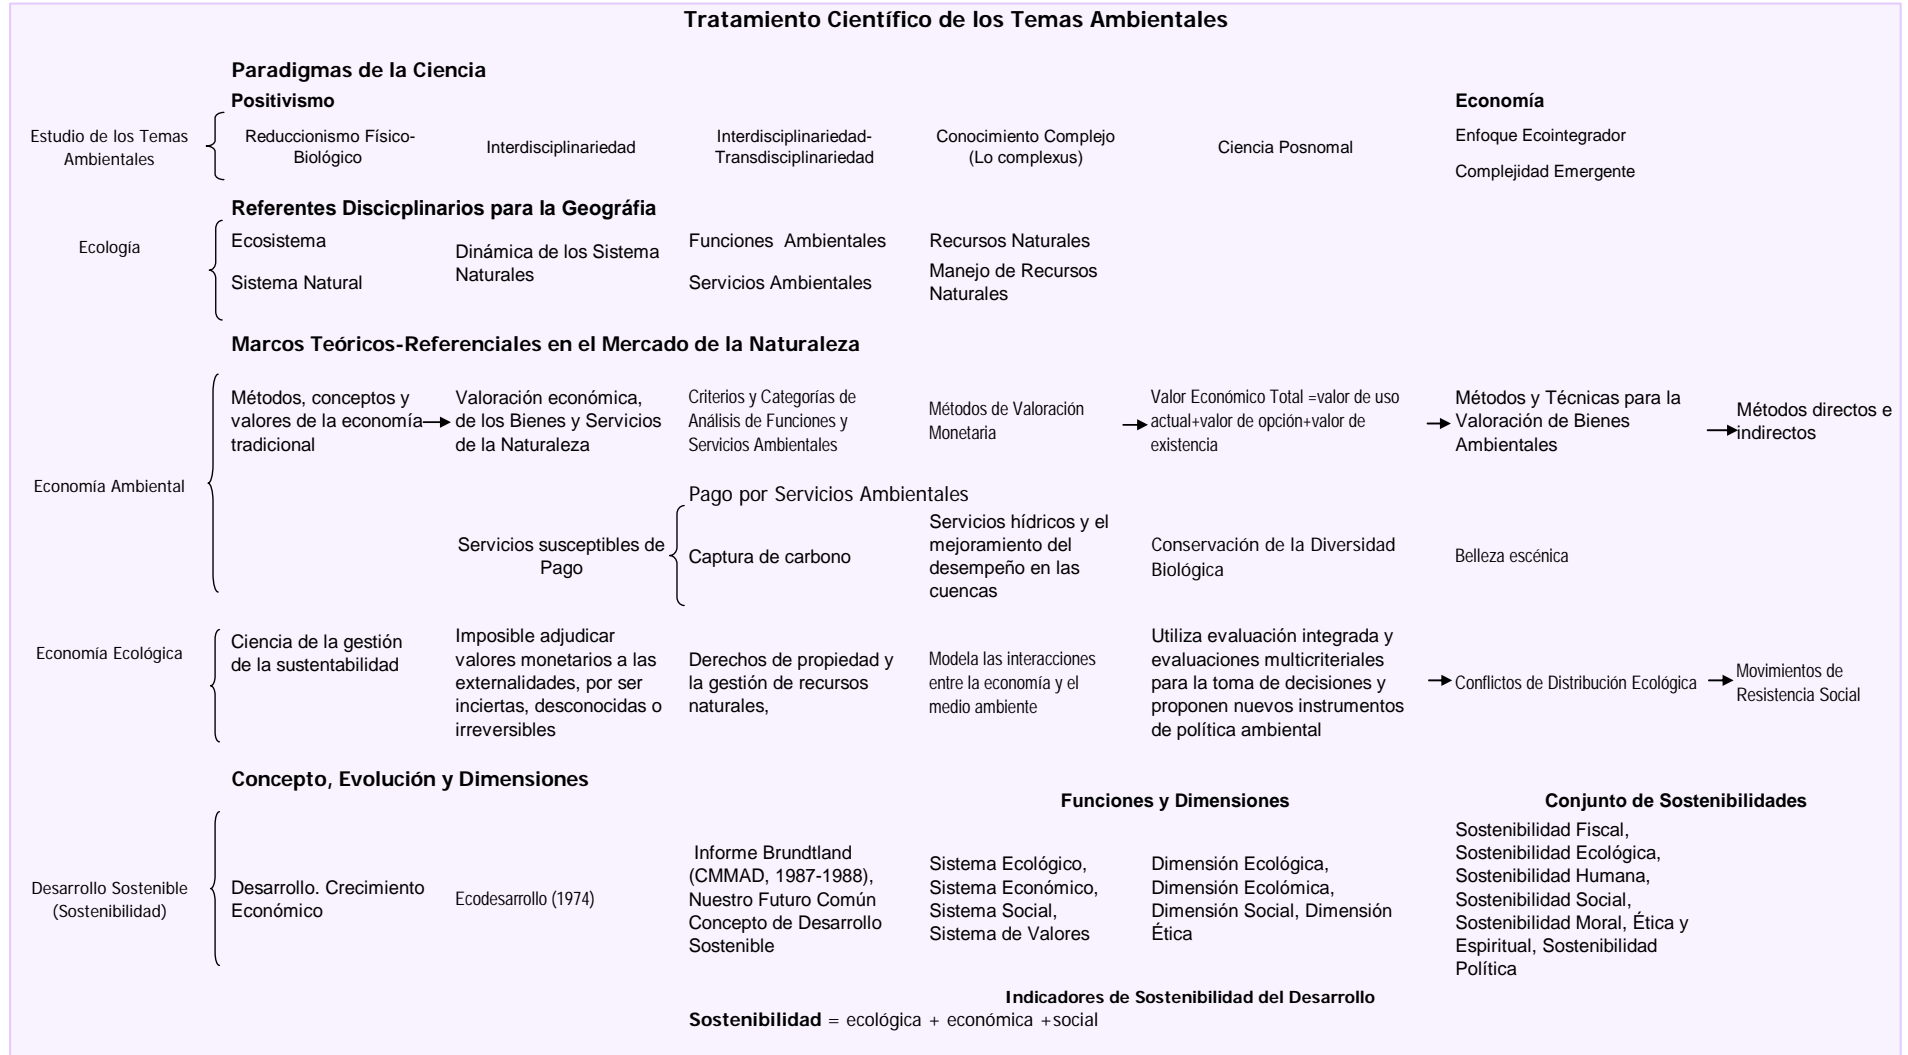 Tratamiento Científico de los Temas Ambientales
Paradigmas de la Ciencia
Positivismo
Economía
Estudio de los Temas
Ambientales
Reduccionismo Físico-
Biológico
Interdisciplinariedad
Interdisciplinariedad-
Transdisciplinariedad
Conocimiento Complejo
(Lo complexus)
Ciencia Posnomal
Enfoque Ecointegrador
Complejidad Emergente
Referentes Discicplinarios para la Geográfia
Ecología
Ecosistema
Sistema Natural
Dinámica de los Sistema
Naturales
Funciones Ambientales
Servicios Ambientales
Recursos Naturales
Manejo de Recursos
Naturales
Marcos Teóricos-Referenciales en el Mercado de la Naturaleza
Economía Ambiental
Métodos, conceptos y
valores de la economía
tradicional
Valoración económica,
de los Bienes y Servicios
de la Naturaleza
Criterios y Categorías de
Análisis de Funciones y
Servicios Ambientales
Métodos de Valoración
Monetaria
Valor Económico Total =valor de uso
actual+valor de opción+valor de
existencia
Métodos y Técnicas para la
Valoración de Bienes
Ambientales
Métodos directos e
indirectos
Pago por Servicios Ambientales
Servicios susceptibles de
Pago
Captura de carbono
Servicios hídricos y el
mejoramiento del
desempeño en las
cuencas
Conservación de la Diversidad
Biológica
Belleza escénica
Economía Ecológica
Ciencia de la gestión
de la sustentabilidad
Imposible adjudicar
valores monetarios a las
externalidades, por ser
inciertas, desconocidas o
irreversibles
Derechos de propiedad y
la gestión de recursos
naturales,
Modela las interacciones
entre la economía y el
medio ambiente
Utiliza evaluación integrada y
evaluaciones multicriteriales
para la toma de decisiones y
proponen nuevos instrumentos
de política ambiental
Conflictos de Distribución Ecológica
Movimientos de
Resistencia Social
Concepto, Evolución y Dimensiones
Funciones y Dimensiones
Conjunto de Sostenibilidades
Desarrollo Sostenible
(Sostenibilidad)
Desarrollo. Crecimiento
Económico
Ecodesarrollo (1974)
Informe Brundtland
(CMMAD, 1987-1988),
Nuestro Futuro Común
Concepto de Desarrollo
Sostenible
Sistema Ecológico,
Sistema Económico,
Sistema Social,
Sistema de Valores
Dimensión Ecológica,
Dimensión Ecolómica,
Dimensión Social, Dimensión
Ética
Sostenibilidad Fiscal,
Sostenibilidad Ecológica,
Sostenibilidad Humana,
Sostenibilidad Social,
Sostenibilidad Moral, Ética y
Espiritual, Sostenibilidad
Política
Indicadores de Sostenibilidad del Desarrollo
Sostenibilidad = ecológica + económica +social